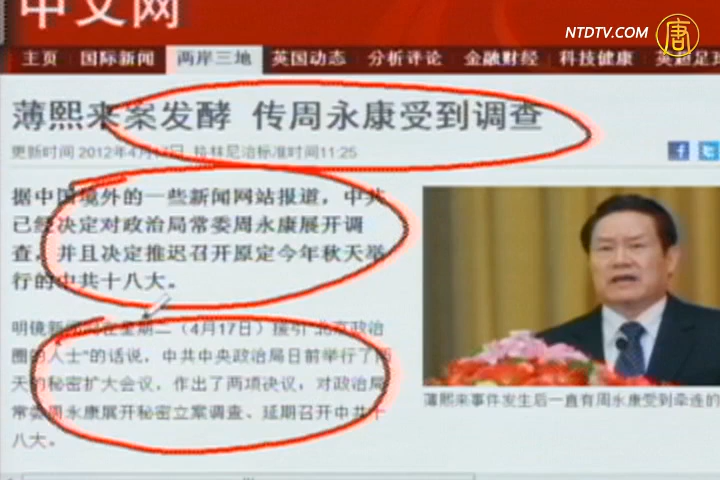 中文网
NTDTV.COM
唐
主页 国际新闻 两岸三地 英国动态 分析评论 金融财经 科技健康 英超足球
薄熙来案发酵 传周永康受到调查
更新时间 2012年4月17日, 格林尼治标准时间11:25
据中国境外的一些新闻网站报道,中共
已经决定对政治局常委周永康展开调
查,并且决定推迟召开原定今年秋天举
行的中共十八大。
明镜新闻网在星期二(4月17日)援引"北京政治
圈的人士"的话说,中共中央政治局日前举行了两
天的秘密扩大会议,作出了两项决议,对政治局
常委周永康展开秘密立案调查、延期召开中共十
八大。
薄熙来事件发生后一直有周永康受到牵连的